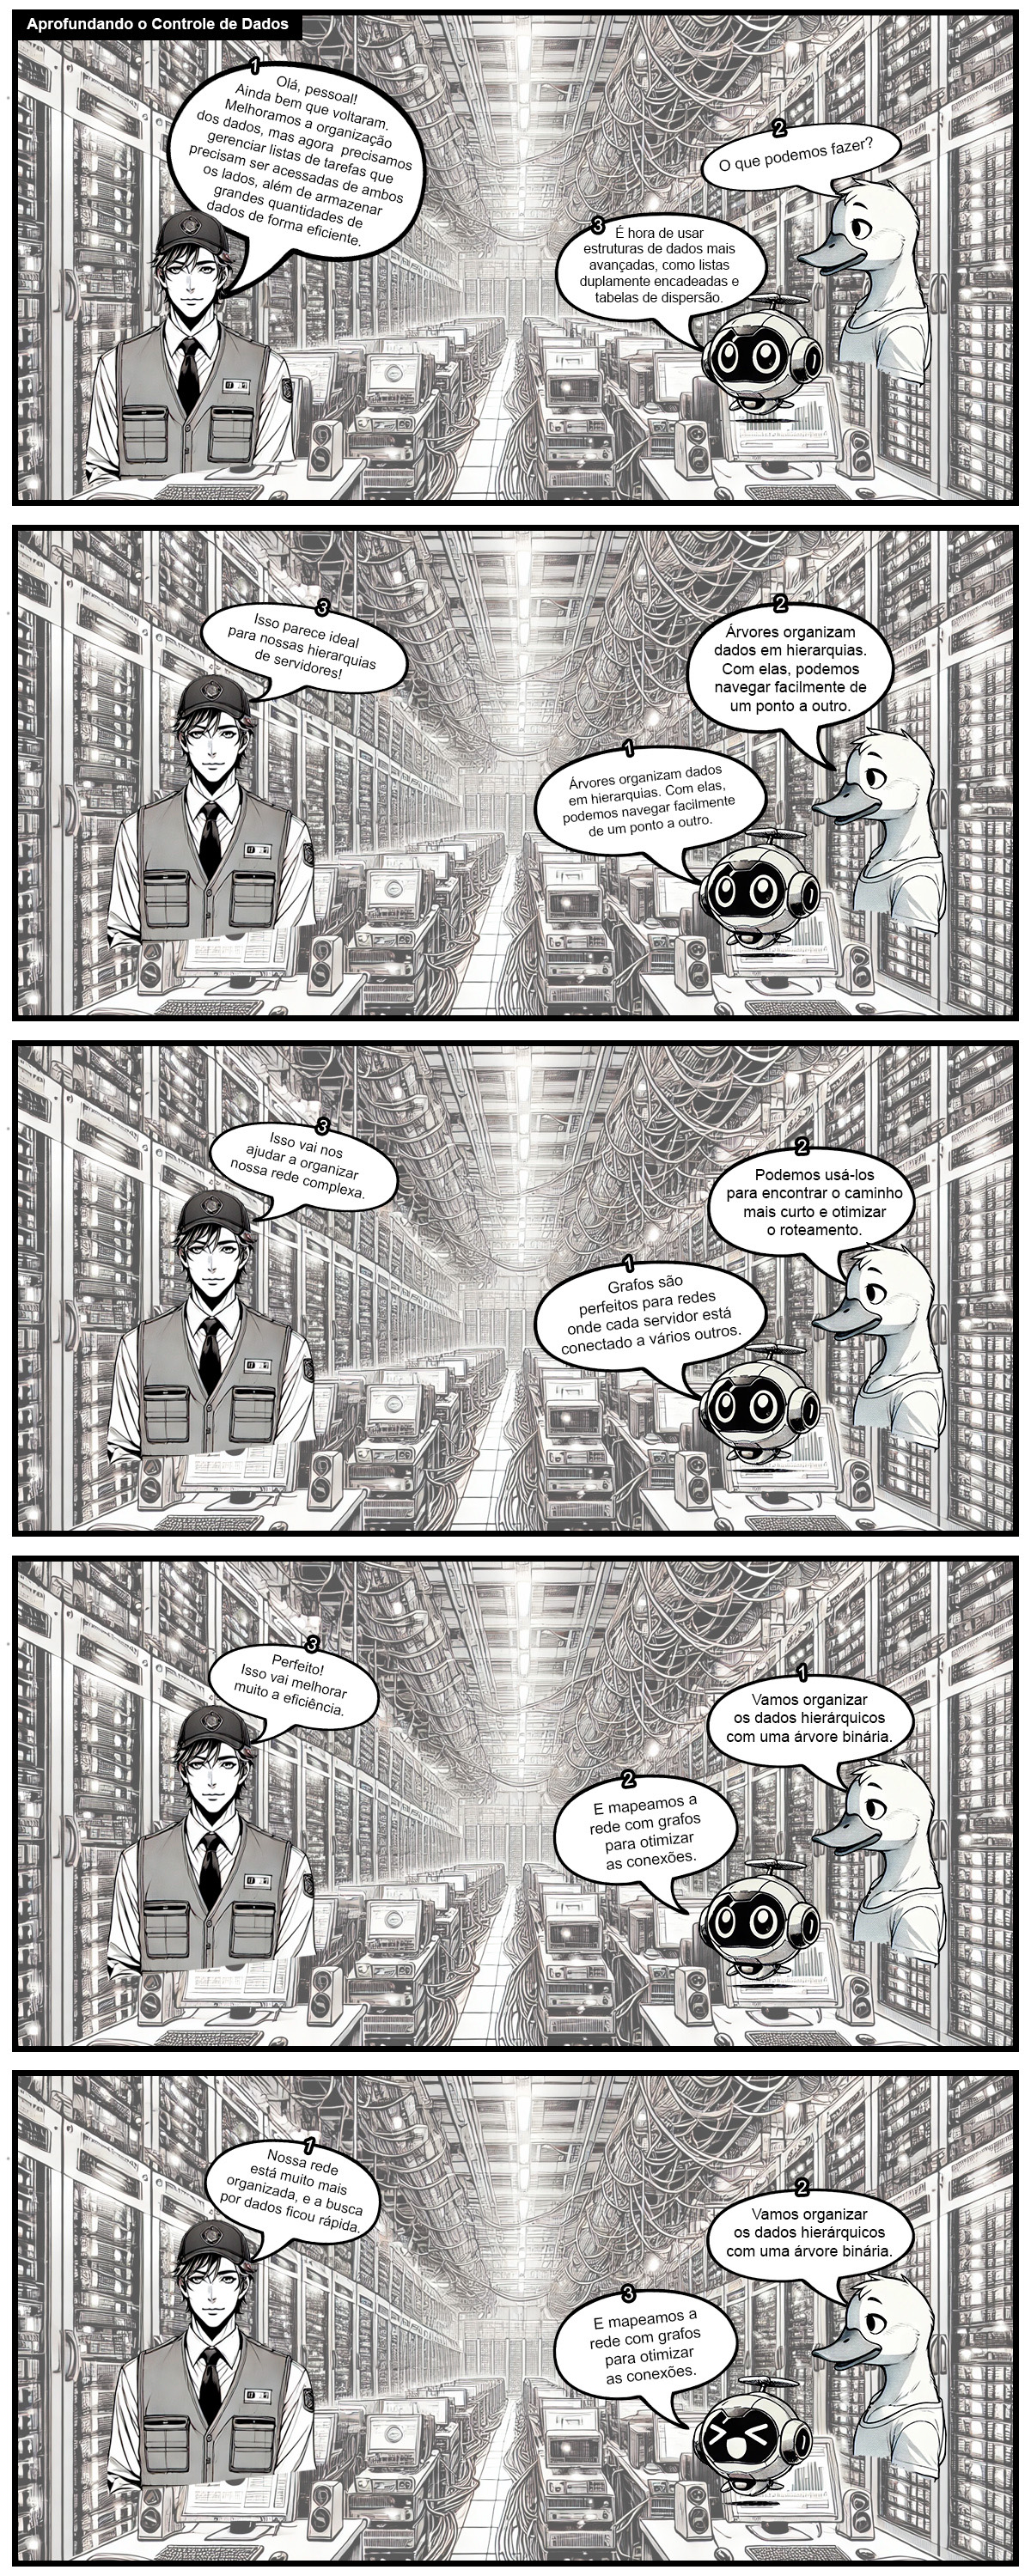 Aprofundando o Controle de Dados
1
Olá, pessoal!
Ainda bem que voltaram.
Melhoramos a organização
dos dados, mas agora precisamos
gerenciar listas de tarefas que
precisam ser acessadas de ambos
os lados, além de armazenar
grandes quantidades de
dados de forma eficiente.
2
O que podemos fazer?
3
É hora de usar
estruturas de dados mais
avançadas, como listas
duplamente encadeadas e
tabelas de dispersão.
1
Árvores organizam dados
em hierarquias. Com elas,
podemos navegar facilmente
de um ponto a outro.
2
Árvores organizam
dados em hierarquias.
Com elas, podemos
navegar facilmente de
um ponto a outro.
3
Isso parece ideal
para nossas hierarquias
de servidores!
1
Grafos são
perfeitos para redes
onde cada servidor está
conectado a vários outros.
2
Podemos usá-los
para encontrar o caminho
mais curto e otimizar
o roteamento.
3
Isso vai nos
ajudar a organizar
nossa rede complexa.
1
Vamos organizar
os dados hierárquicos
com uma árvore binária.
2
E mapeamos a
rede com grafos
para otimizar
as conexões.
3
Perfeito!
Isso vai melhorar
muito a eficiência.
1
Nossa rede
está muito mais
organizada, e a busca
por dados ficou rápida.
2
Vamos organizar
os dados hierárquicos
com uma árvore binária.
3
E mapeamos a
rede com grafos
para otimizar
as conexões.